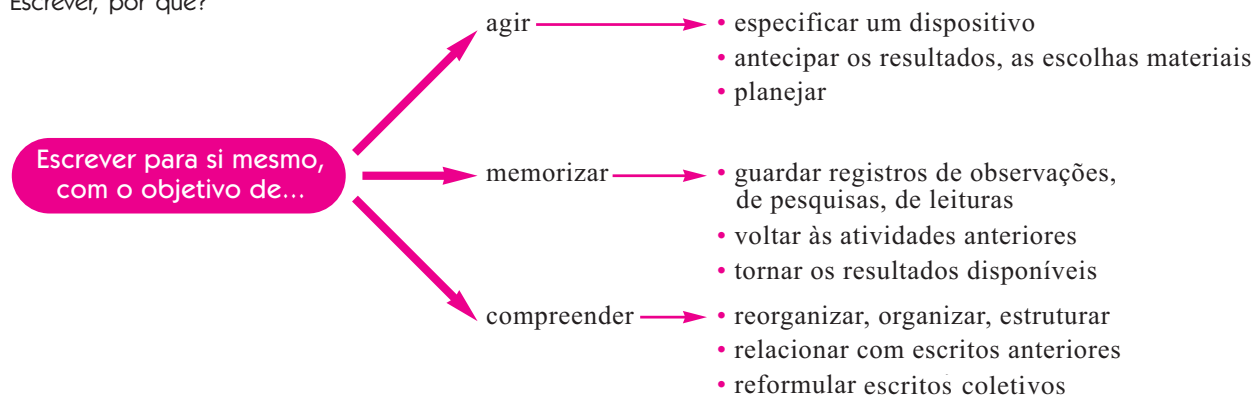 Escrever, por quê?
agir
• especificar um dispositivo
• antecipar os resultados, as escolhas materiais
• planejar
Escrever para si mesmo,
com o objetivo de...
memorizar
• guardar registros de observações,
de pesquisas, de leituras
• voltar às atividades anteriores
• tornar os resultados disponíveis
compreender
• reorganizar, organizar, estruturar
• relacionar com escritos anteriores
• reformular escritos coletivos